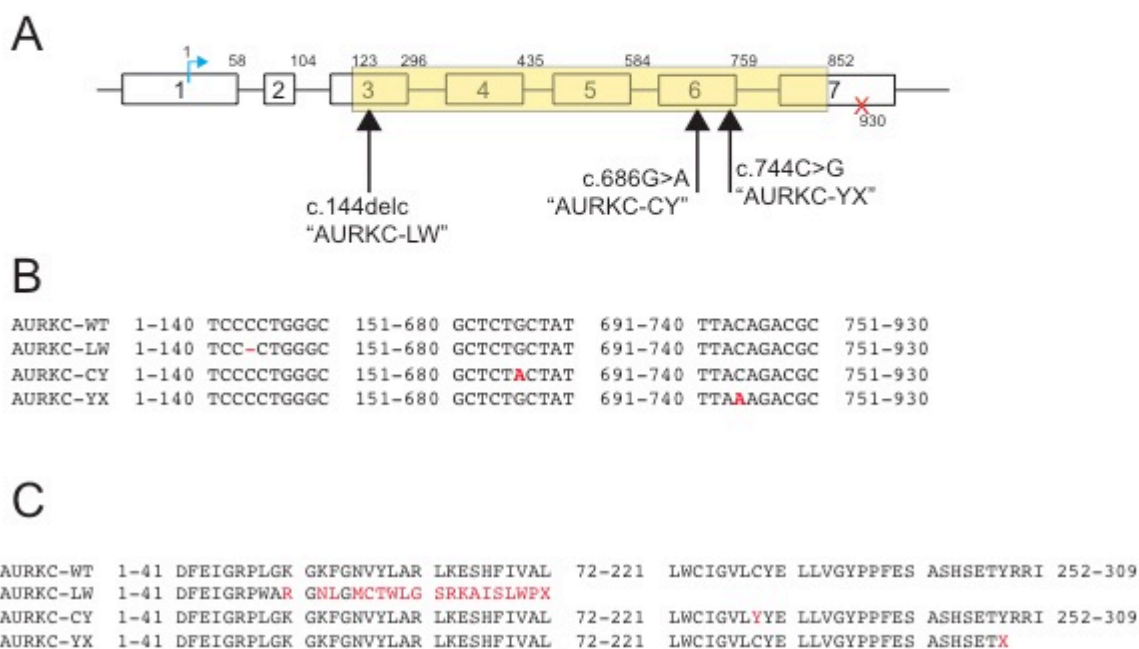 A
1 58 104 123 296 435 584 759 852
1 2 3 4 5 6 7
930
c.144delc
"AURKC-LW"
c.686G>A
"AURKC-CY"
c.744C>G
"AURKC-YX"
B
AURKC-WT 1-140 TCCCCTGGGC 151-680 GCTCTGCTAT 691-740 TTACAGACGC 751-930
AURKC-LW 1-140 TCC-CTGGGC 151-680 GCTCTGCTAT 691-740 TTACAGACGC 751-930
AURKC-CY 1-140 TCCCCTGGGC 151-680 GCTCTACTAT 691-740 TTACAGACGC 751-930
AURKC-YX 1-140 TCCCCTGGGC 151-680 GCTCTGCTAT 691-740 TTAAAGACGC 751-930
C
AURKC-WT 1-41 DFEIGRPLGK GKFGNVYLAR LKESHFIVAL 72-221 LWCIGVLCYE LLVGYPPFES ASHSETYRRI 252-309
AURKC-LW 1-41 DFEIGRPWAR GNLGMCTWLG SRKAISLWPX
AURKC-CY 1-41 DFEIGRPLGK GKFGNVYLAR LKESHFIVAL 72-221 LWCIGVLYYE LLVGYPPFES ASHSETYRRI 252-309
AURKC-YX 1-41 DFEIGRPLGK GKFGNVYLAR LKESHFIVAL 72-221 LWCIGVLCYE LLVGYPPFES ASHSETX